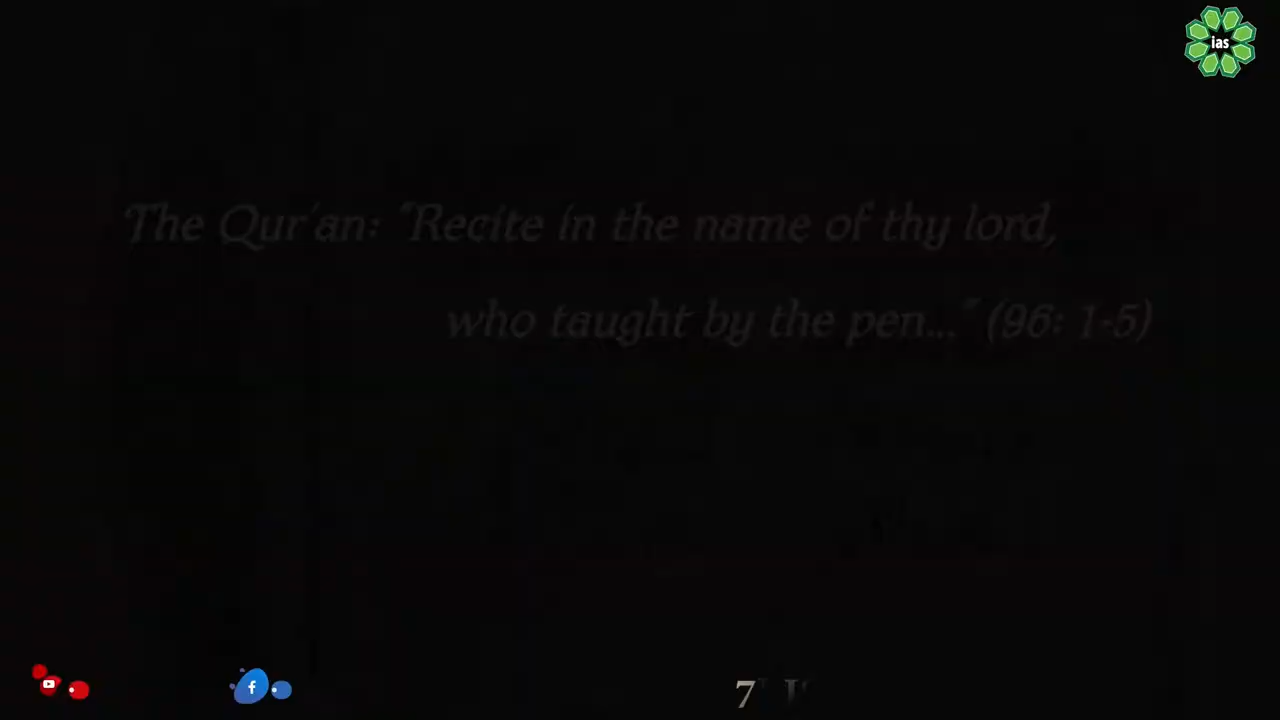 ias
The Qur'an: "Recite in the name of thy lord,
who taught by the pen..." (96: 1-5)
7